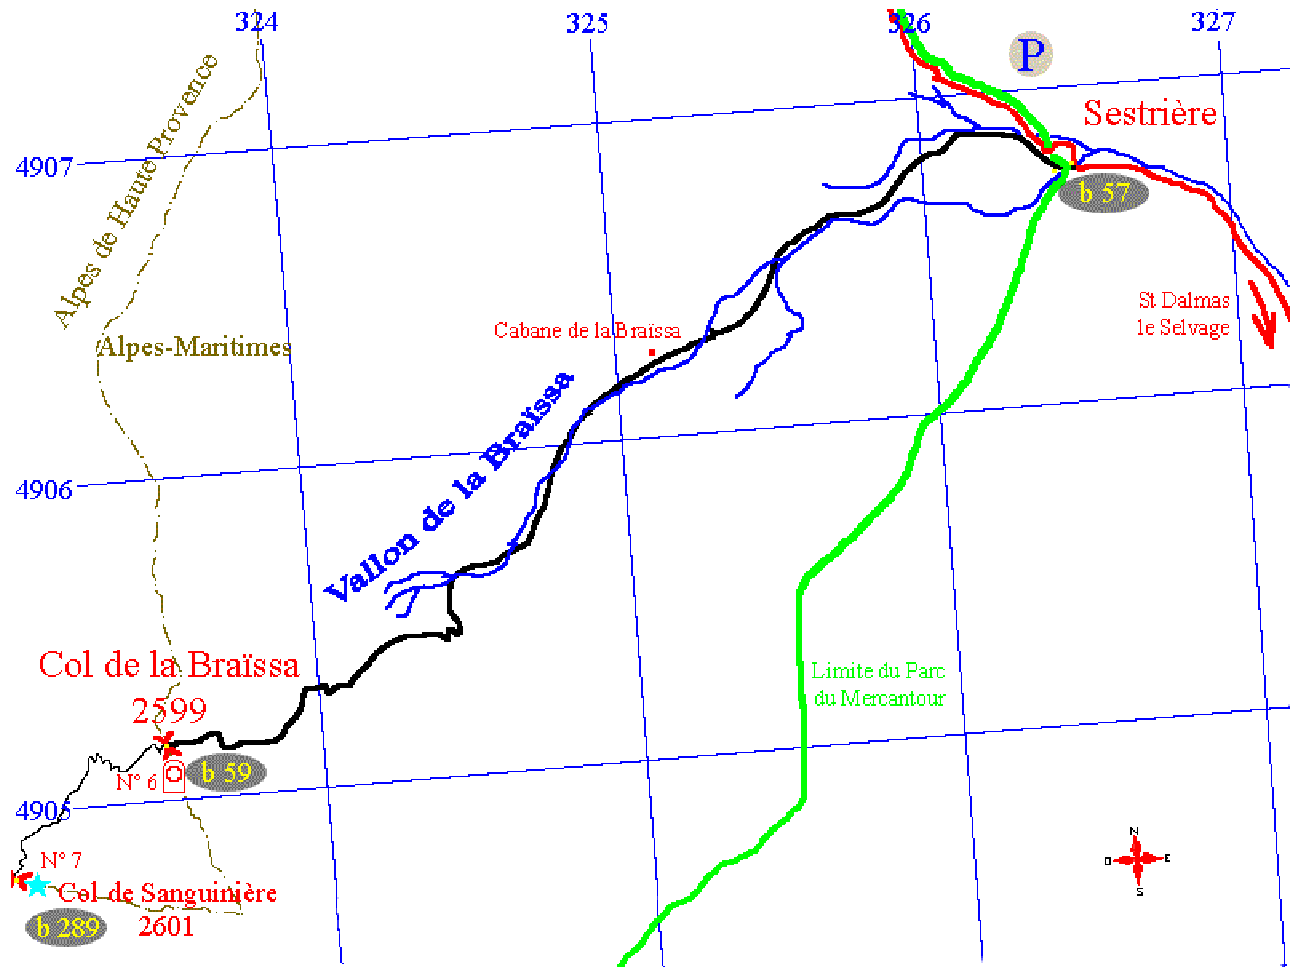 324
325
326
327
P
Sestrière
4907
Alpes de Haute Provence
b 57
St Dalmas
le Selvage
Cabane de la Braïssa
Alpes-Maritimes
Vallon de la Braïssa
4906
Col de la Braïssa
2599
Limite du Parc
du Mercantour
N° 6
b 59
4905
N° 7
Col de Sanguinière
2601
b 289
N
O
E
S